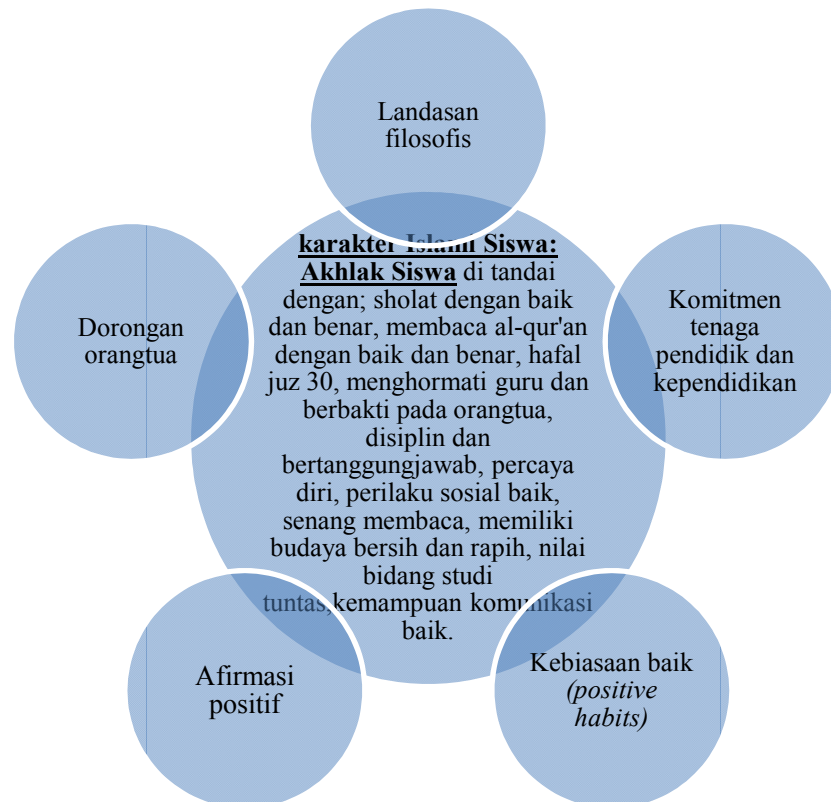 Landasan
filosofis
karakter Islami Siswa:
Akhlak Siswa di tandai
dengan; sholat dengan baik
dan benar, membaca al-qur'an
dengan baik dan benar, hafal
juz 30, menghormati guru dan
berbakti pada orangtua,
disiplin dan
bertanggungjawab, percaya
diri, perilaku sosial baik,
senang membaca, memiliki
budaya bersih dan rapih, nilai
bidang studi
tuntas,kemampuan komunikasi
baik.
Dorongan
orangtua
Komitmen
tenaga
pendidik dan
kependidikan
Afirmasi
positif
Kebiasaan baik
(positive
habits)